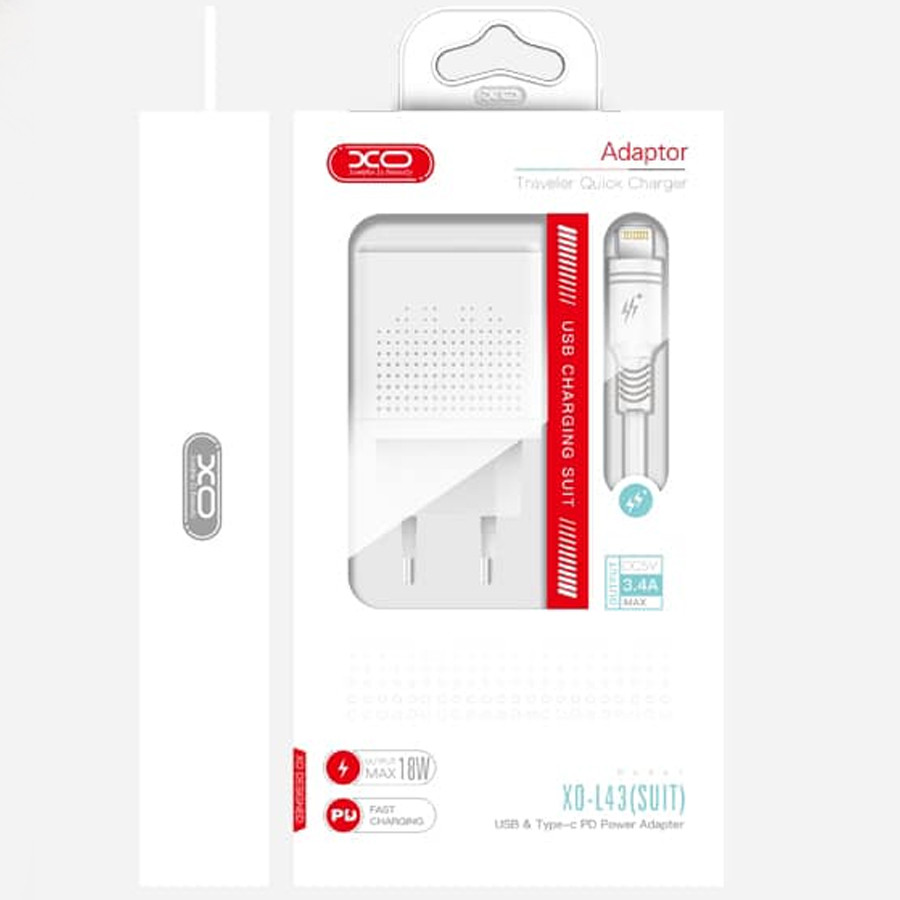 XO
Adaptor
Traveler Quick Charger
USB CHARGING SUIT
OUTPUT
DC5V
3.4A
MAX
XO
XO DESIGNED
OUTPUT
MAX 18W
PD
FAST
CHARGING
XO-L43(SUIT)
USB & Type-c PD Power Adapter